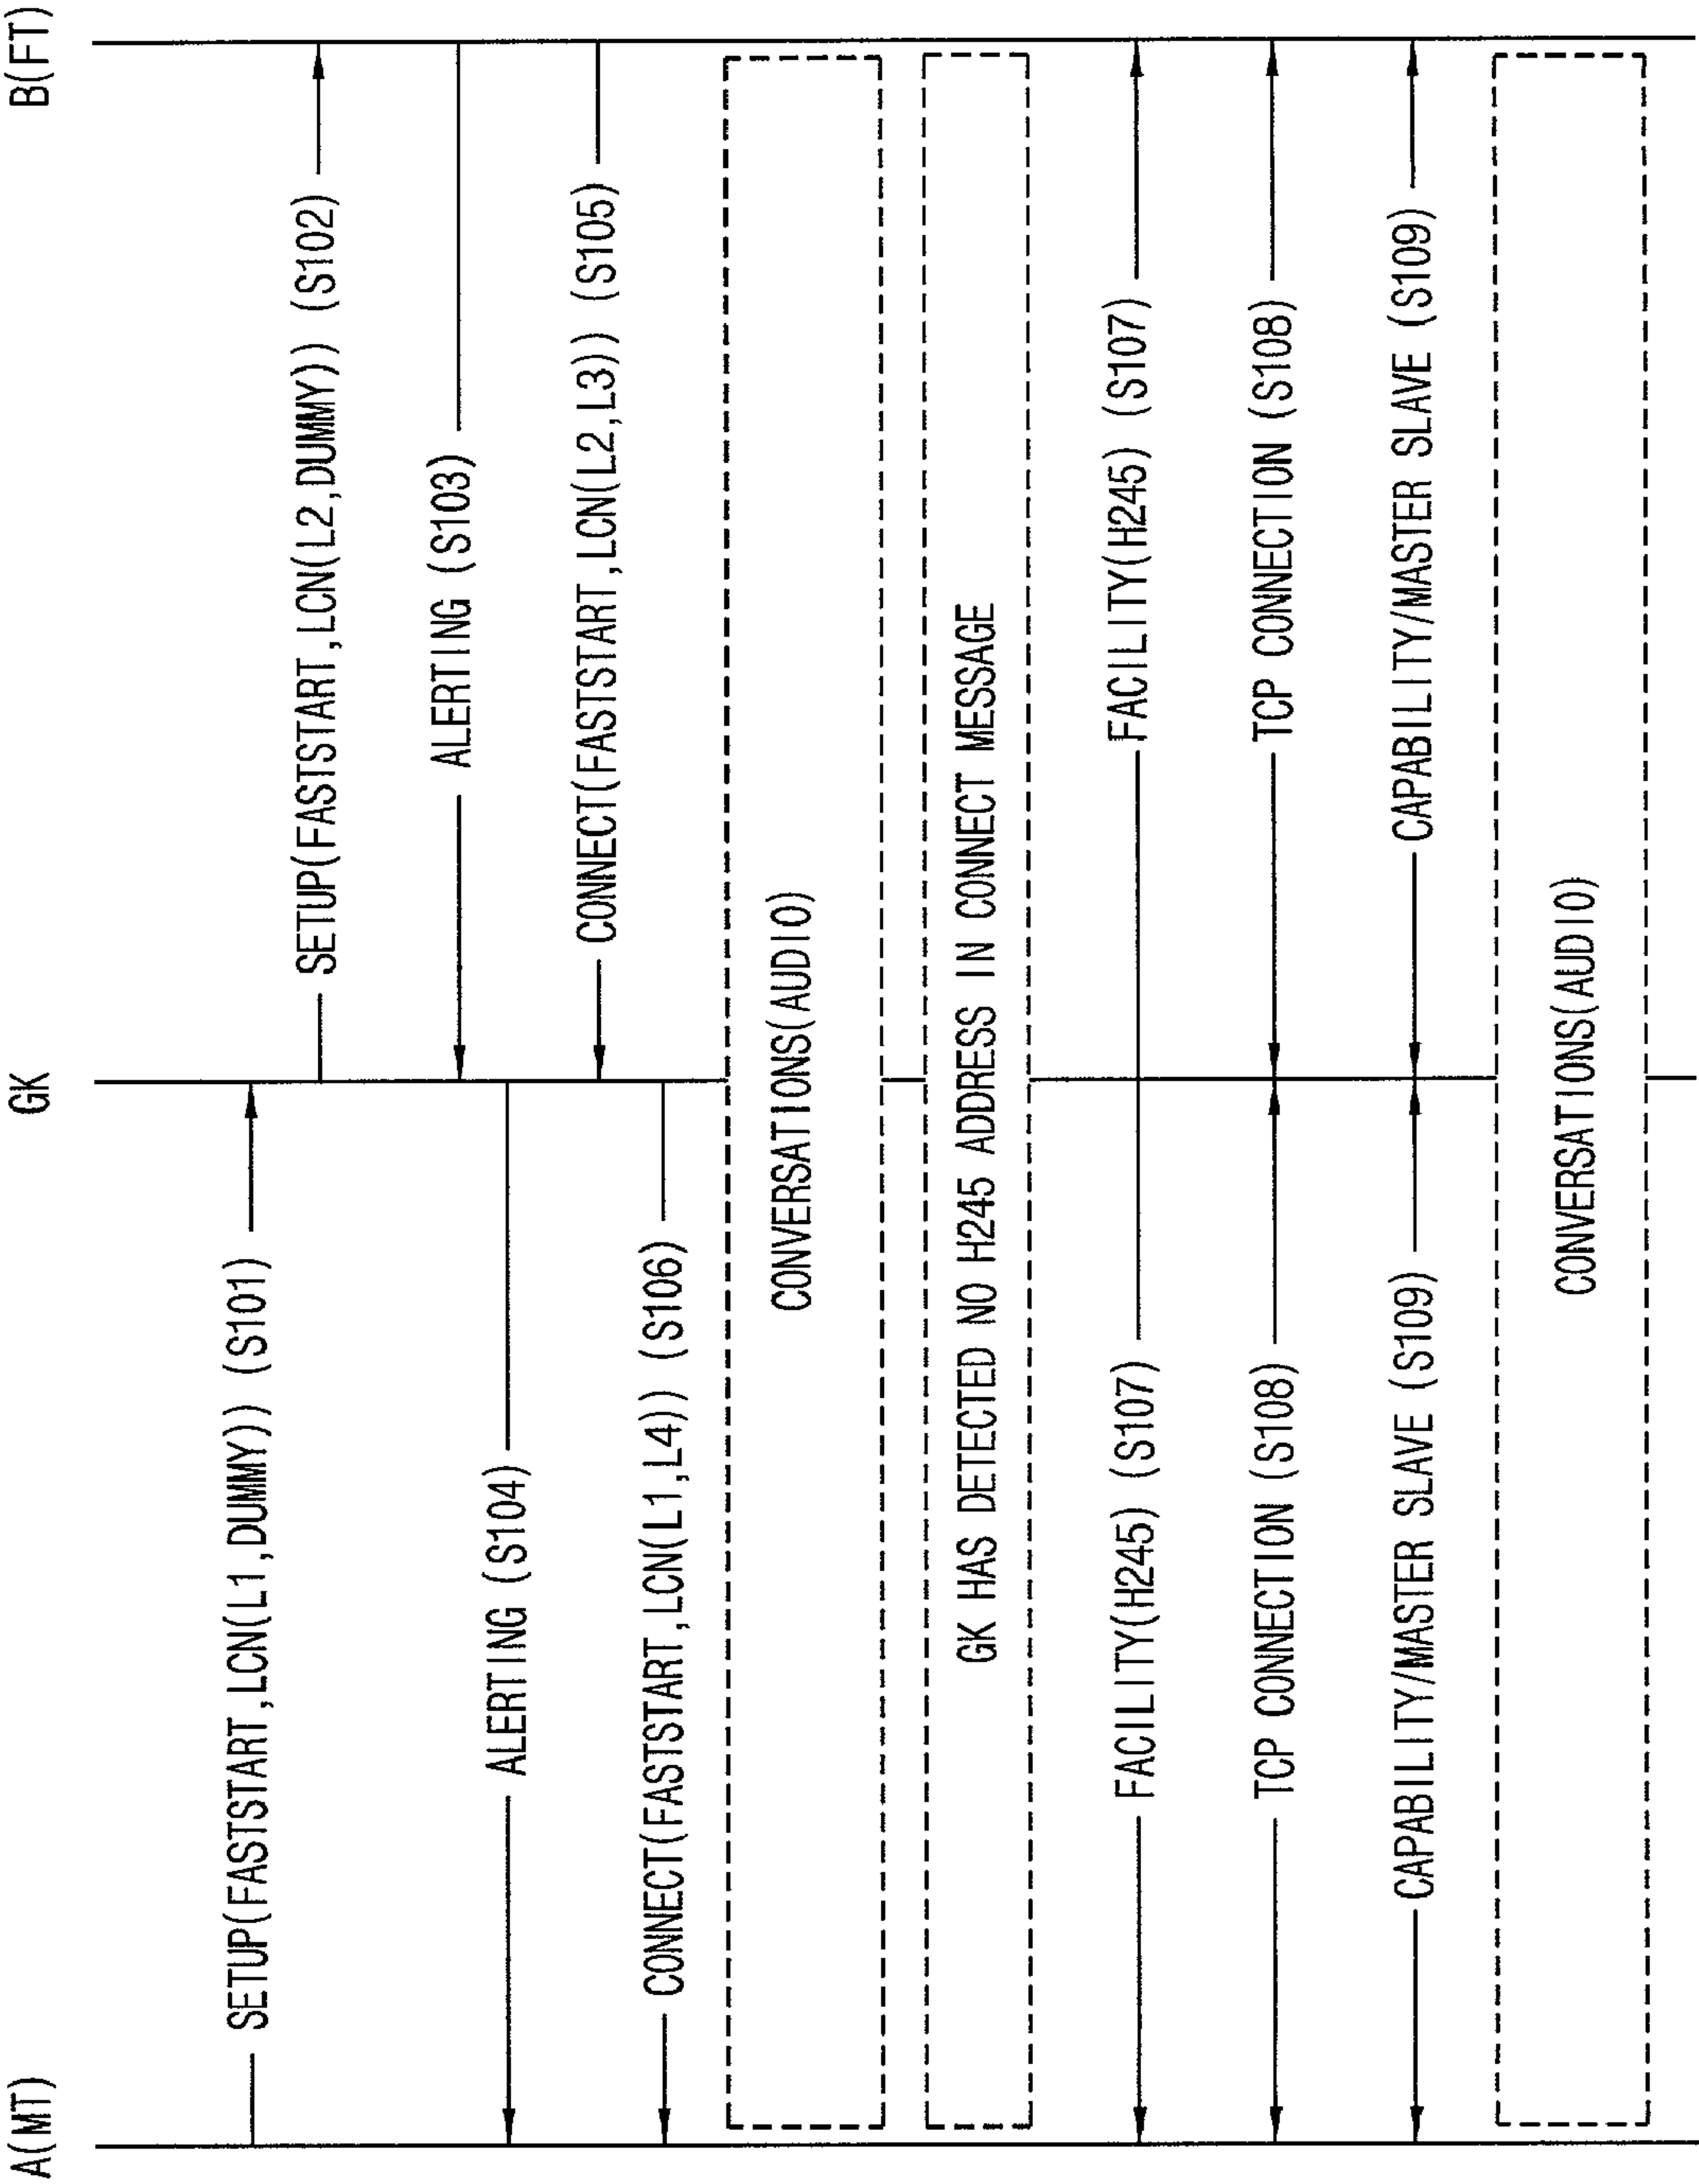 A(MT)
GK
B(FT)
SETUP(FASTSTART,LCN(L1,DUMMY)) (S101)
SETUP(FASTSTART,LCN(L2,DUMMY)) (S102)
ALERTING (S103)
ALERTING (S104)
CONNECT(FASTSTART,LCN(L2,L3)) (S105)
CONNECT(FASTSTART,LCN(L1,L4)) (S106)
CONVERSATIONS(AUDIO)
GK HAS DETECTED NO H245 ADDRESS IN CONNECT MESSAGE
FACILITY(H245) (S107)
FACILITY(H245) (S107)
TCP CONNECTION (S108)
TCP CONNECTION (S108)
CAPABILITY/MASTER SLAVE (S109)
CAPABILITY/MASTER SLAVE (S109)
CONVERSATIONS(AUDIO)